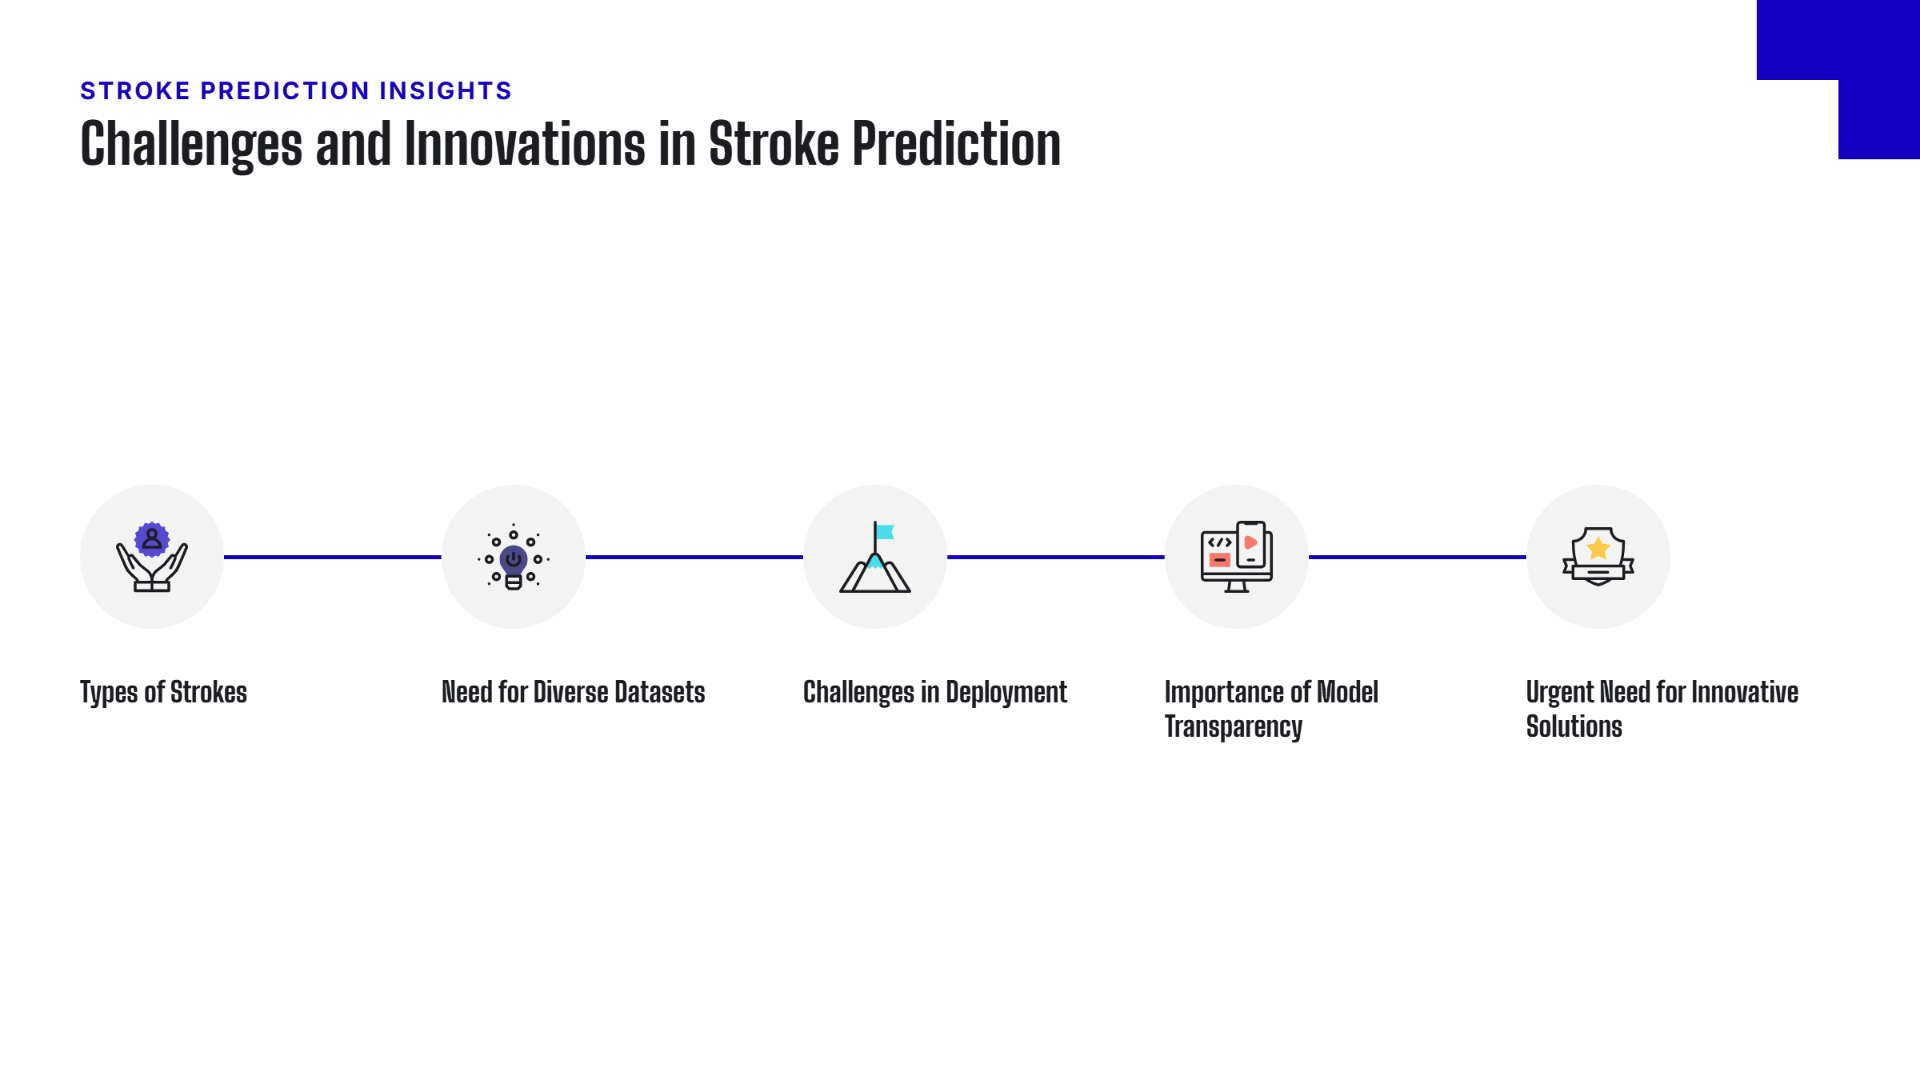 STROKE PREDICTION INSIGHTS
Challenges and Innovations in Stroke Prediction
Types of Strokes
Need for Diverse Datasets
Challenges in Deployment
Importance of Model
Transparency
Urgent Need for Innovative
Solutions